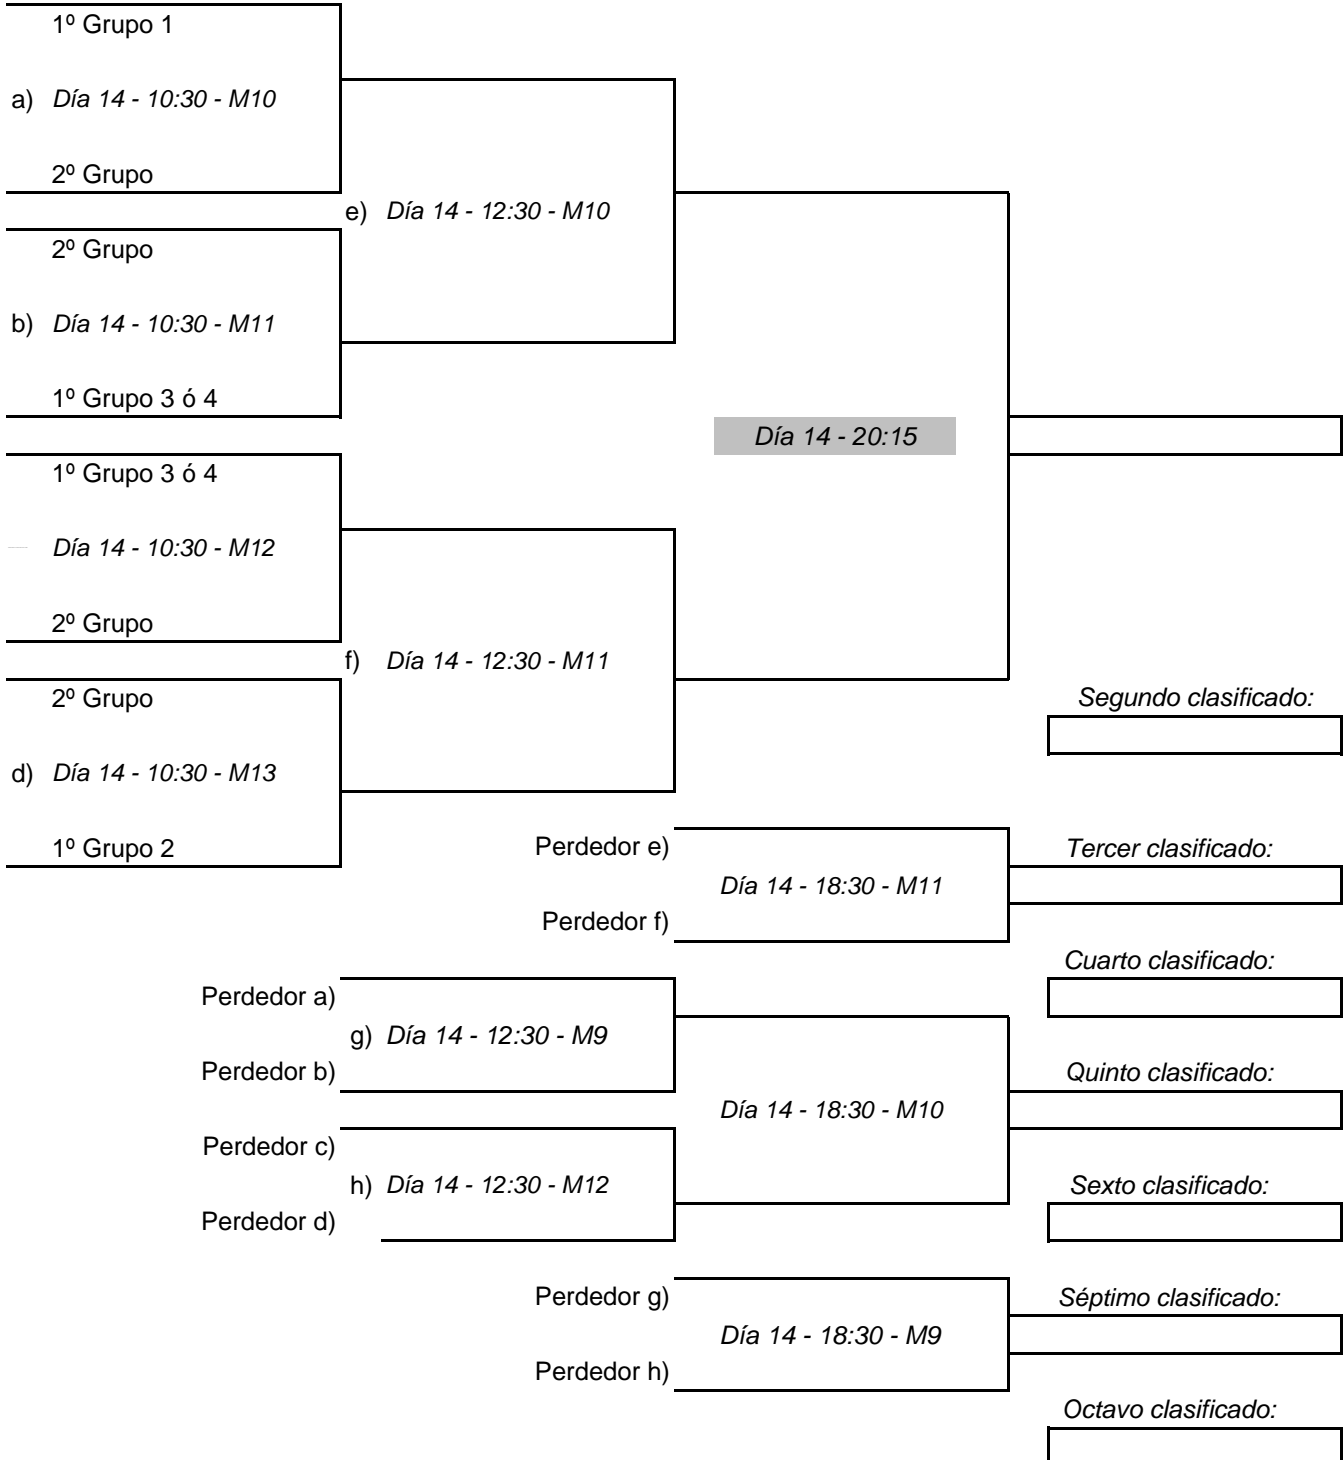 1º Grupo 1
a) Día 14 - 10:30 - M10
2º Grupo
e) Día 14 - 12:30 - M10
2º Grupo
b) Día 14 - 10:30 - M11
1º Grupo 3 ó 4
Día 14 - 20:15
1º Grupo 3 ó 4
Día 14 - 10:30 - M12
2º Grupo
f) Día 14 - 12:30 - M11
2º Grupo
Segundo clasificado:
d) Día 14 - 10:30 - M13
1º Grupo 2
Perdedor e)
Tercer clasificado:
Día 14 - 18:30 - M11
Perdedor f)
Cuarto clasificado:
Perdedor a)
g) Día 14 - 12:30 - M9
Perdedor b)
Quinto clasificado:
Día 14 - 18:30 - M10
Perdedor c)
h) Día 14 - 12:30 - M12
Sexto clasificado:
Perdedor d)
Perdedor g)
Séptimo clasificado:
Día 14 - 18:30 - M9
Perdedor h)
Octavo clasificado: